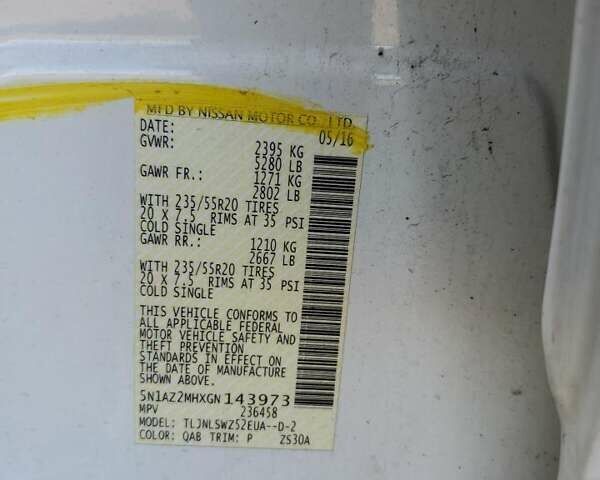 MFD BY NISSAN MOTOR CO., LTD.
DATE: 05/16
GVWR: 2395 KG
5280 LB
GAWR FR.: 1271 KG
2802 LB
WITH 235/55R20 TIRES
20 X 7.5 RIMS AT 35 PSI
COLD SINGLE
GAWR RR.: 1210 KG
2667 LB
WITH 235/55R20 TIRES
20 X 7.5 RIMS AT 35 PSI
COLD SINGLE
THIS VEHICLE CONFORMS TO
ALL APPLICABLE FEDERAL
MOTOR VEHICLE SAFETY AND
THEFT PREVENTION
STANDARDS IN EFFECT ON
THE DATE OF MANUFACTURE
SHOWN ABOVE.
5N1AZ2MHXGN143973
MPV 236458
MODEL: TLJNLSWZ52EUA--D-2
COLOR: QAB TRIM: P ZS30A